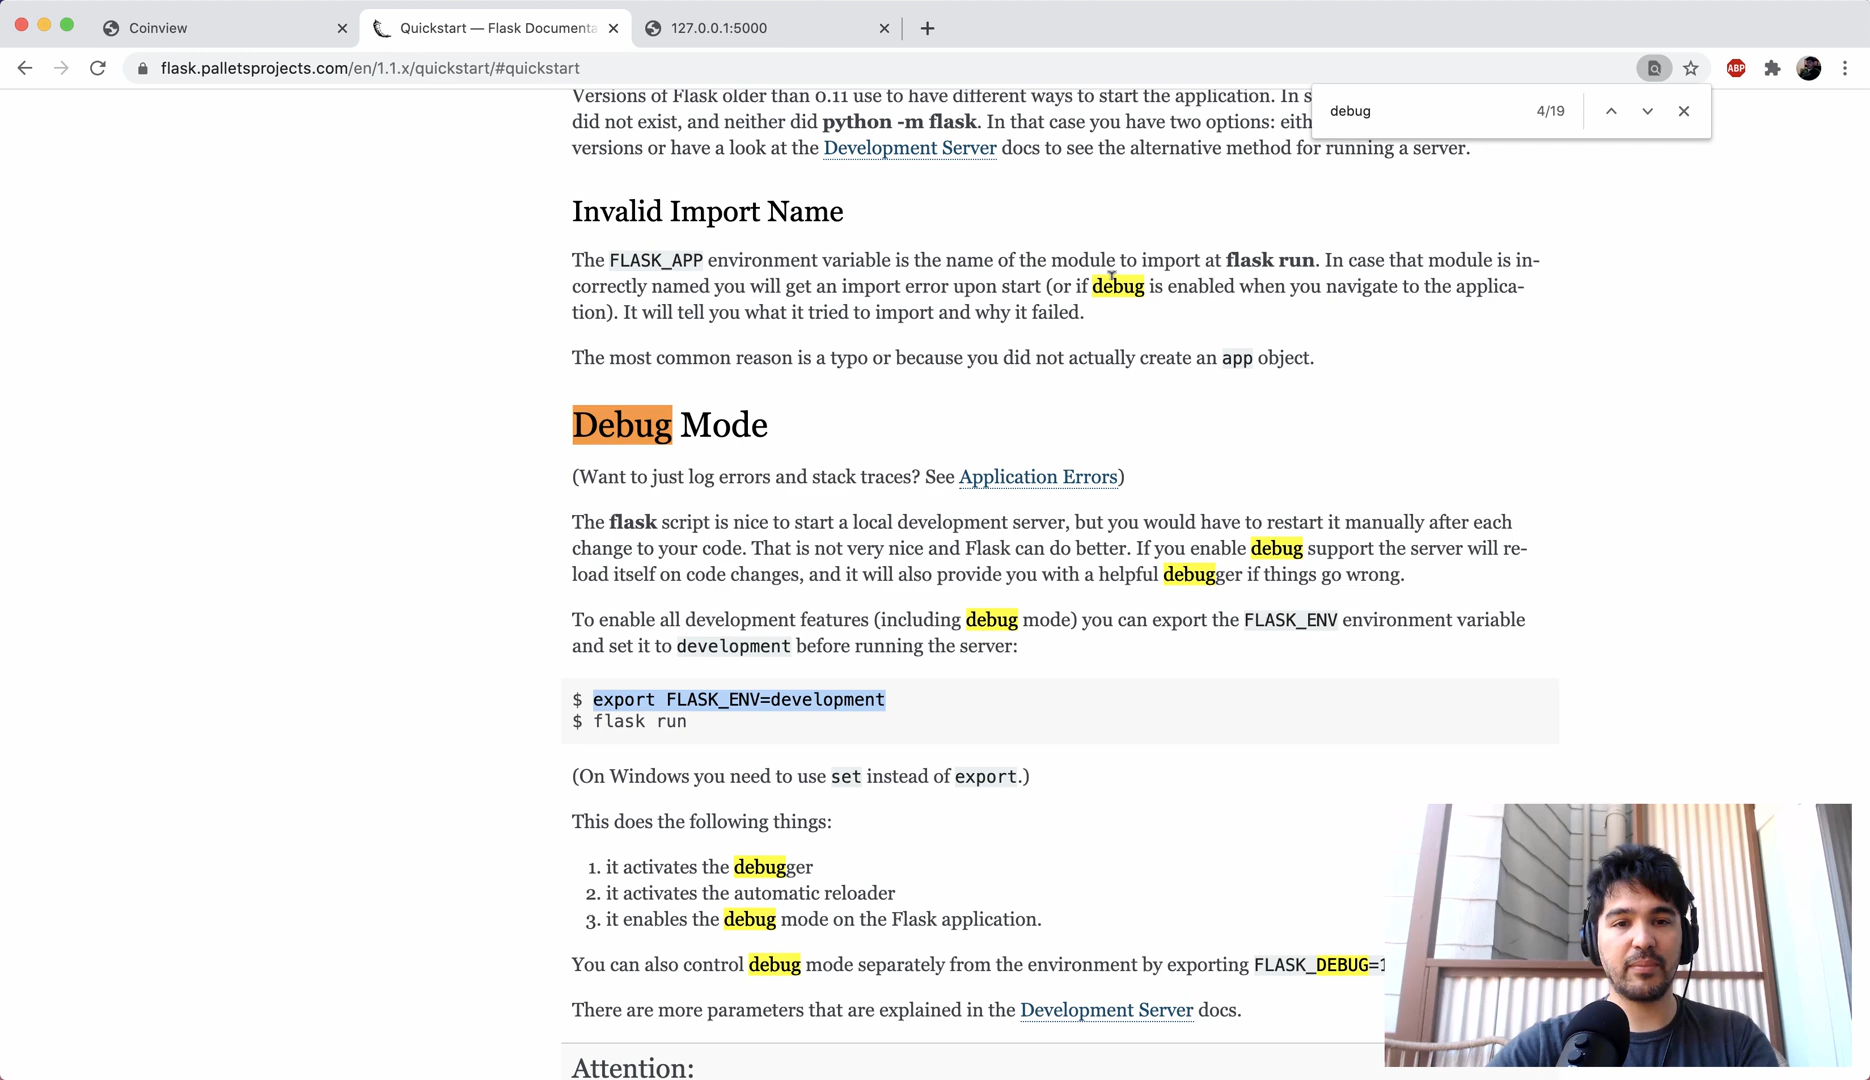 Coinview
Quickstart — Flask Documenta
127.0.0.1:5000
flask.palletsprojects.com/en/1.1.x/quickstart/#quickstart
ABP
debug
4/19
Versions of Flask older than 0.11 use to have different ways to start the application. In s
did not exist, and neither did python -m flask. In that case you have two options: eith
versions or have a look at the Development Server docs to see the alternative method for running a server.
Invalid Import Name
The FLASK_APP environment variable is the name of the module to import at flask run. In case that module is in-
correctly named you will get an import error upon start (or if debug is enabled when you navigate to the applica-
tion). It will tell you what it tried to import and why it failed.
The most common reason is a typo or because you did not actually create an app object.
Debug Mode
(Want to just log errors and stack traces? See Application Errors)
The flask script is nice to start a local development server, but you would have to restart it manually after each
change to your code. That is not very nice and Flask can do better. If you enable debug support the server will re-
load itself on code changes, and it will also provide you with a helpful debugger if things go wrong.
To enable all development features (including debug mode) you can export the FLASK_ENV environment variable
and set it to development before running the server:
$ export FLASK_ENV=development
$ flask run
(On Windows you need to use set instead of export.)
This does the following things:
1. it activates the debugger
2. it activates the automatic reloader
3. it enables the debug mode on the Flask application.
You can also control debug mode separately from the environment by exporting FLASK_DEBUG=1
There are more parameters that are explained in the Development Server docs.
Attention: